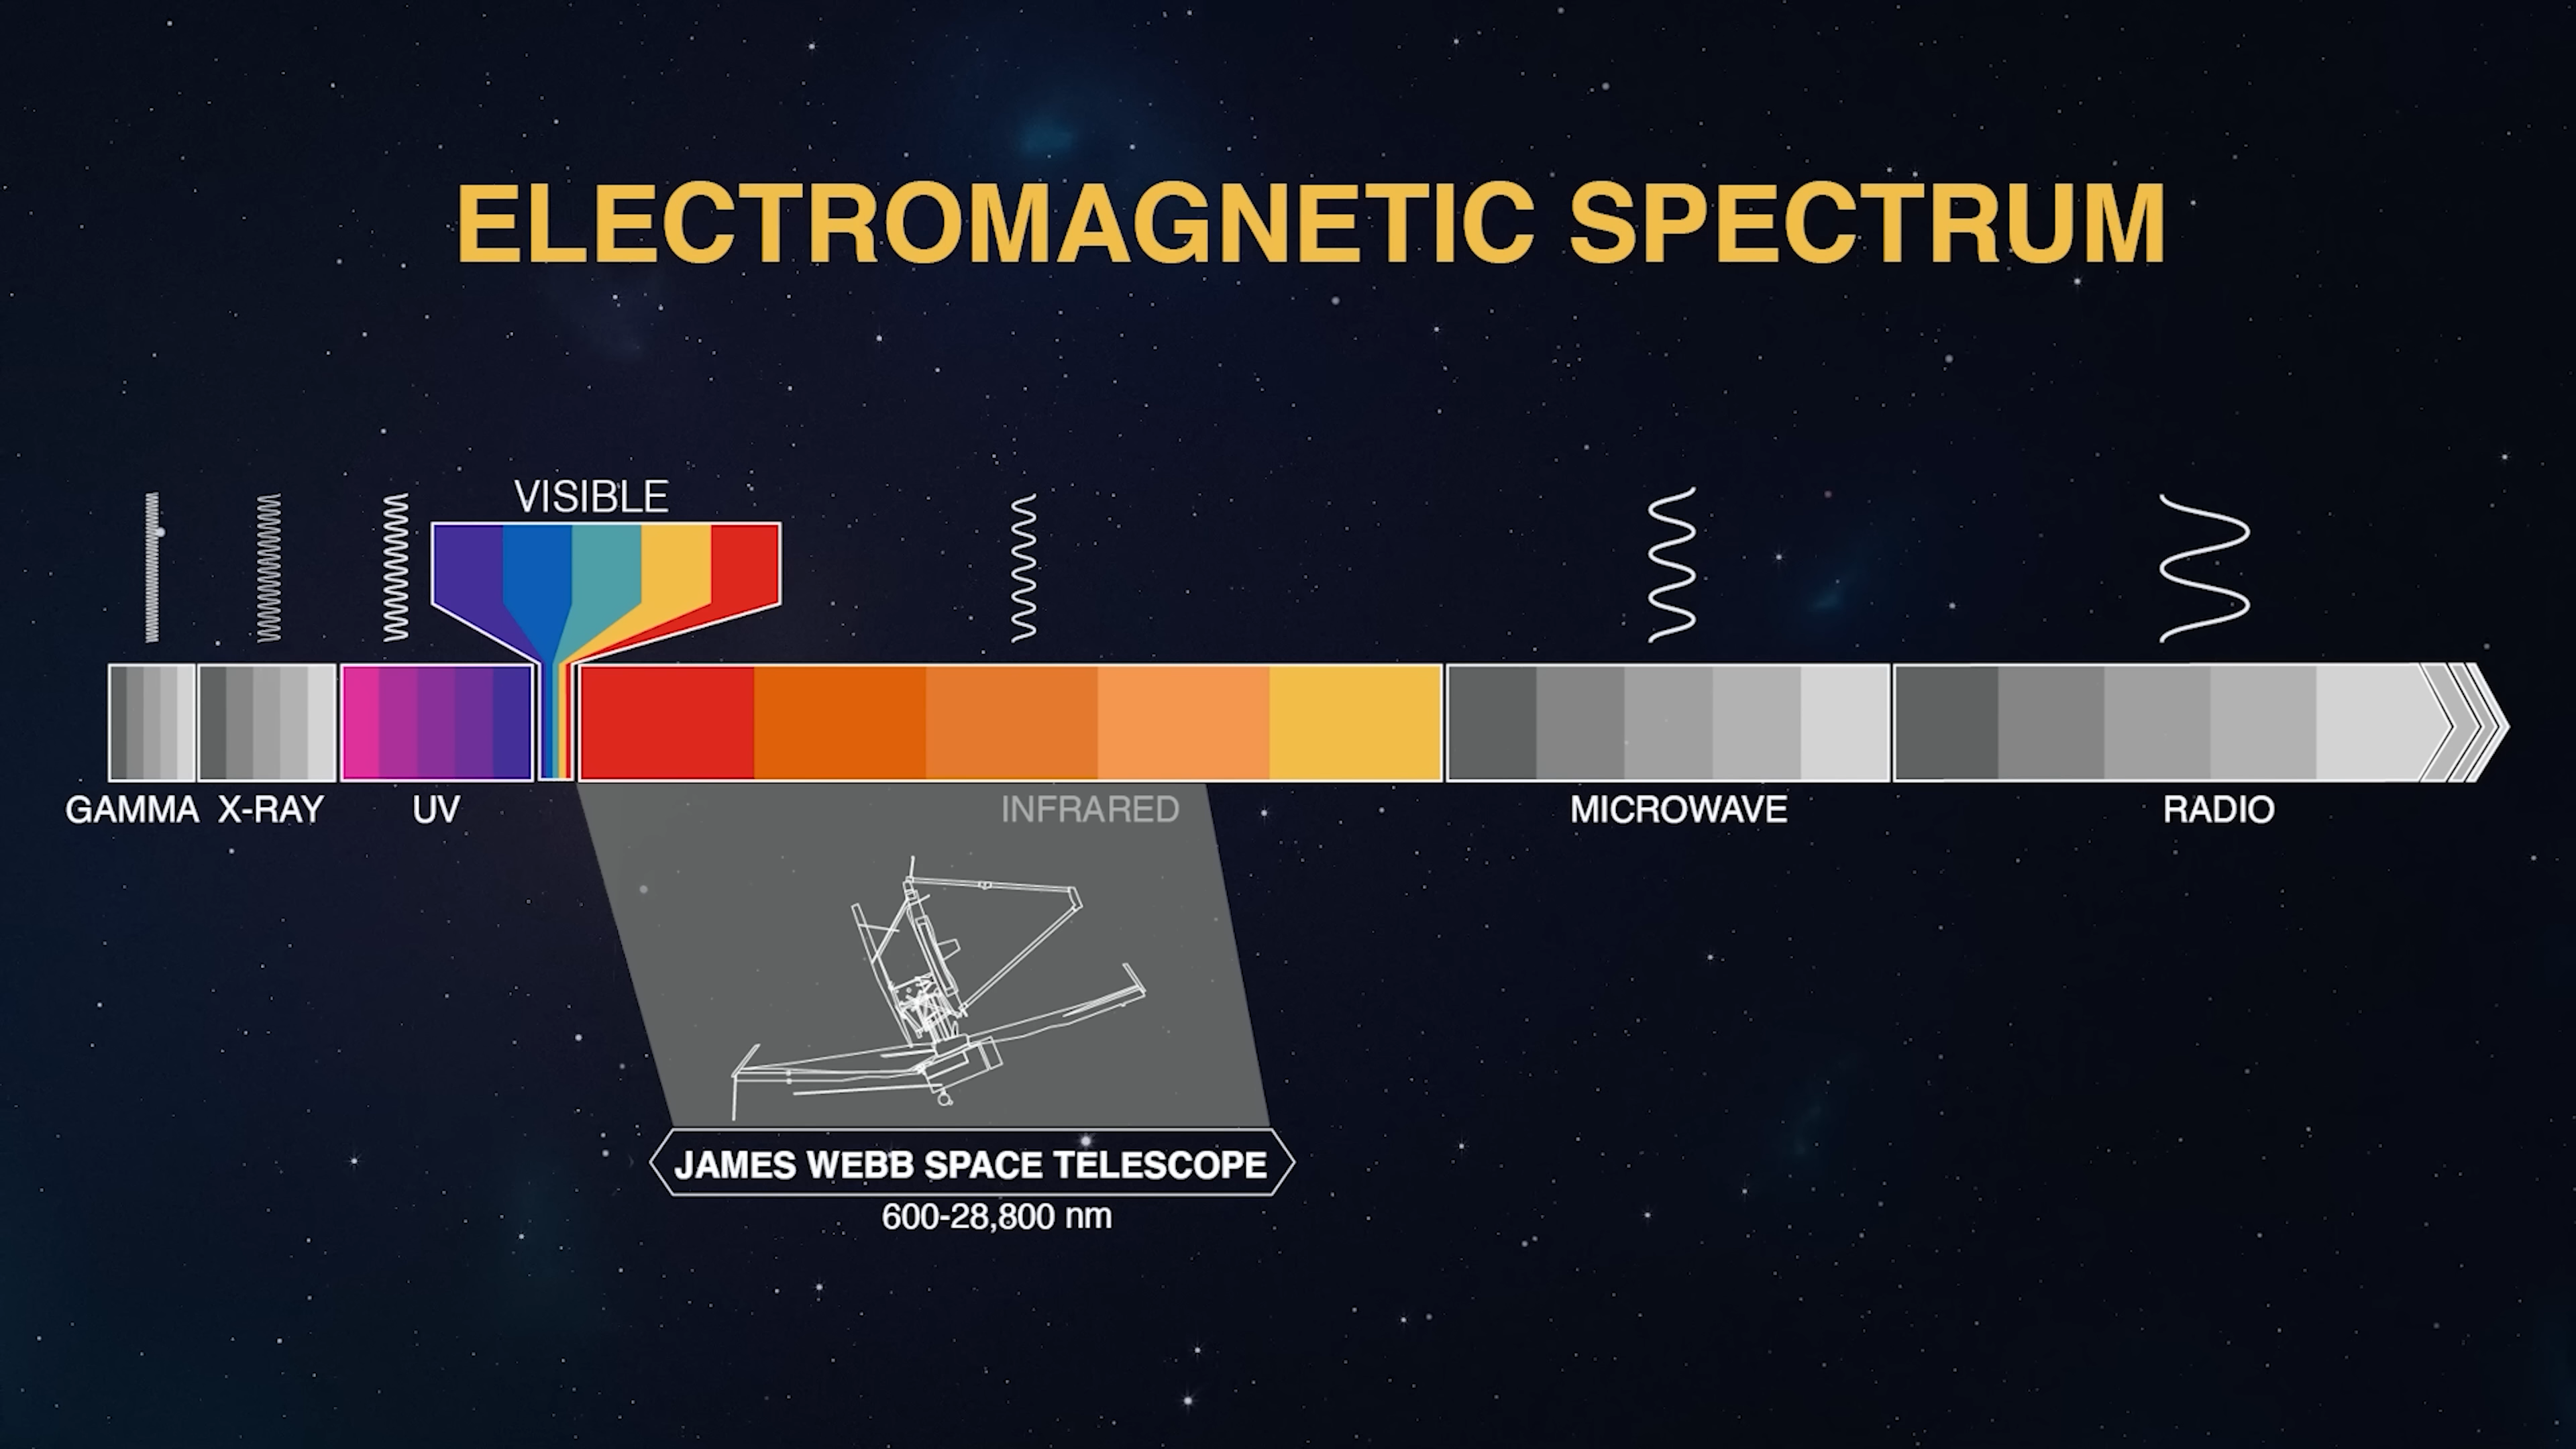 ELECTROMAGNETIC SPECTRUM
VISIBLE
GAMMA
X-RAY
UV
INFRARED
MICROWAVE
RADIO
JAMES WEBB SPACE TELESCOPE
600-28,800 nm